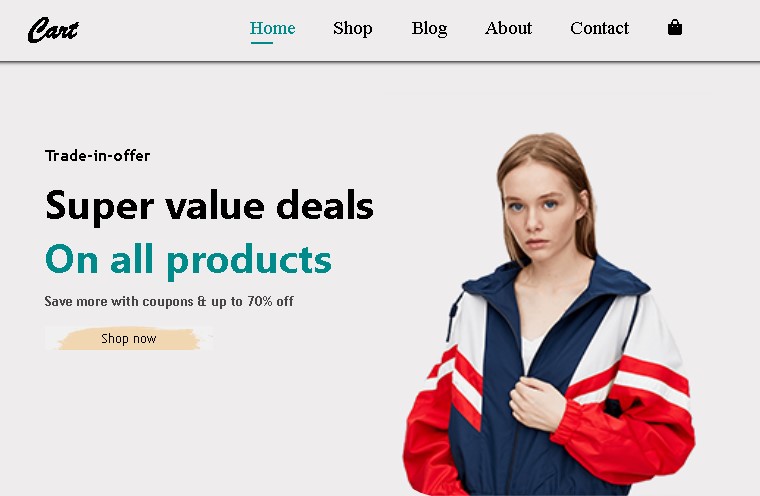 Cart
Home Shop Blog About Contact
Trade-in-offer
Super value deals
On all products
Save more with coupons & up to 70% off
Shop now